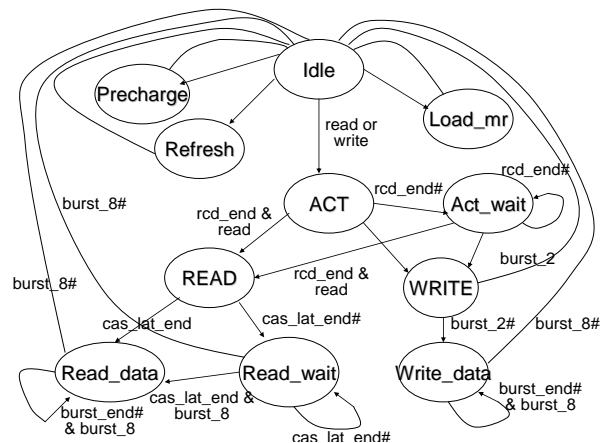 Idle
Precharge
Load_mr
Refresh
read or
write
rcd_end#
burst_8#
ACT
rcd_end#
Act_wait
rcd_end &
read
burst_2
READ
rcd_end &
read
burst_8#
WRITE
cas_lat_end
cas_lat_end#
burst_2#
burst_8#
Read_data
Read_wait
Write_data
burst_end#
& burst_8
cas_lat_end &
burst_8
burst_end#
& burst_8
cas_lat_end#